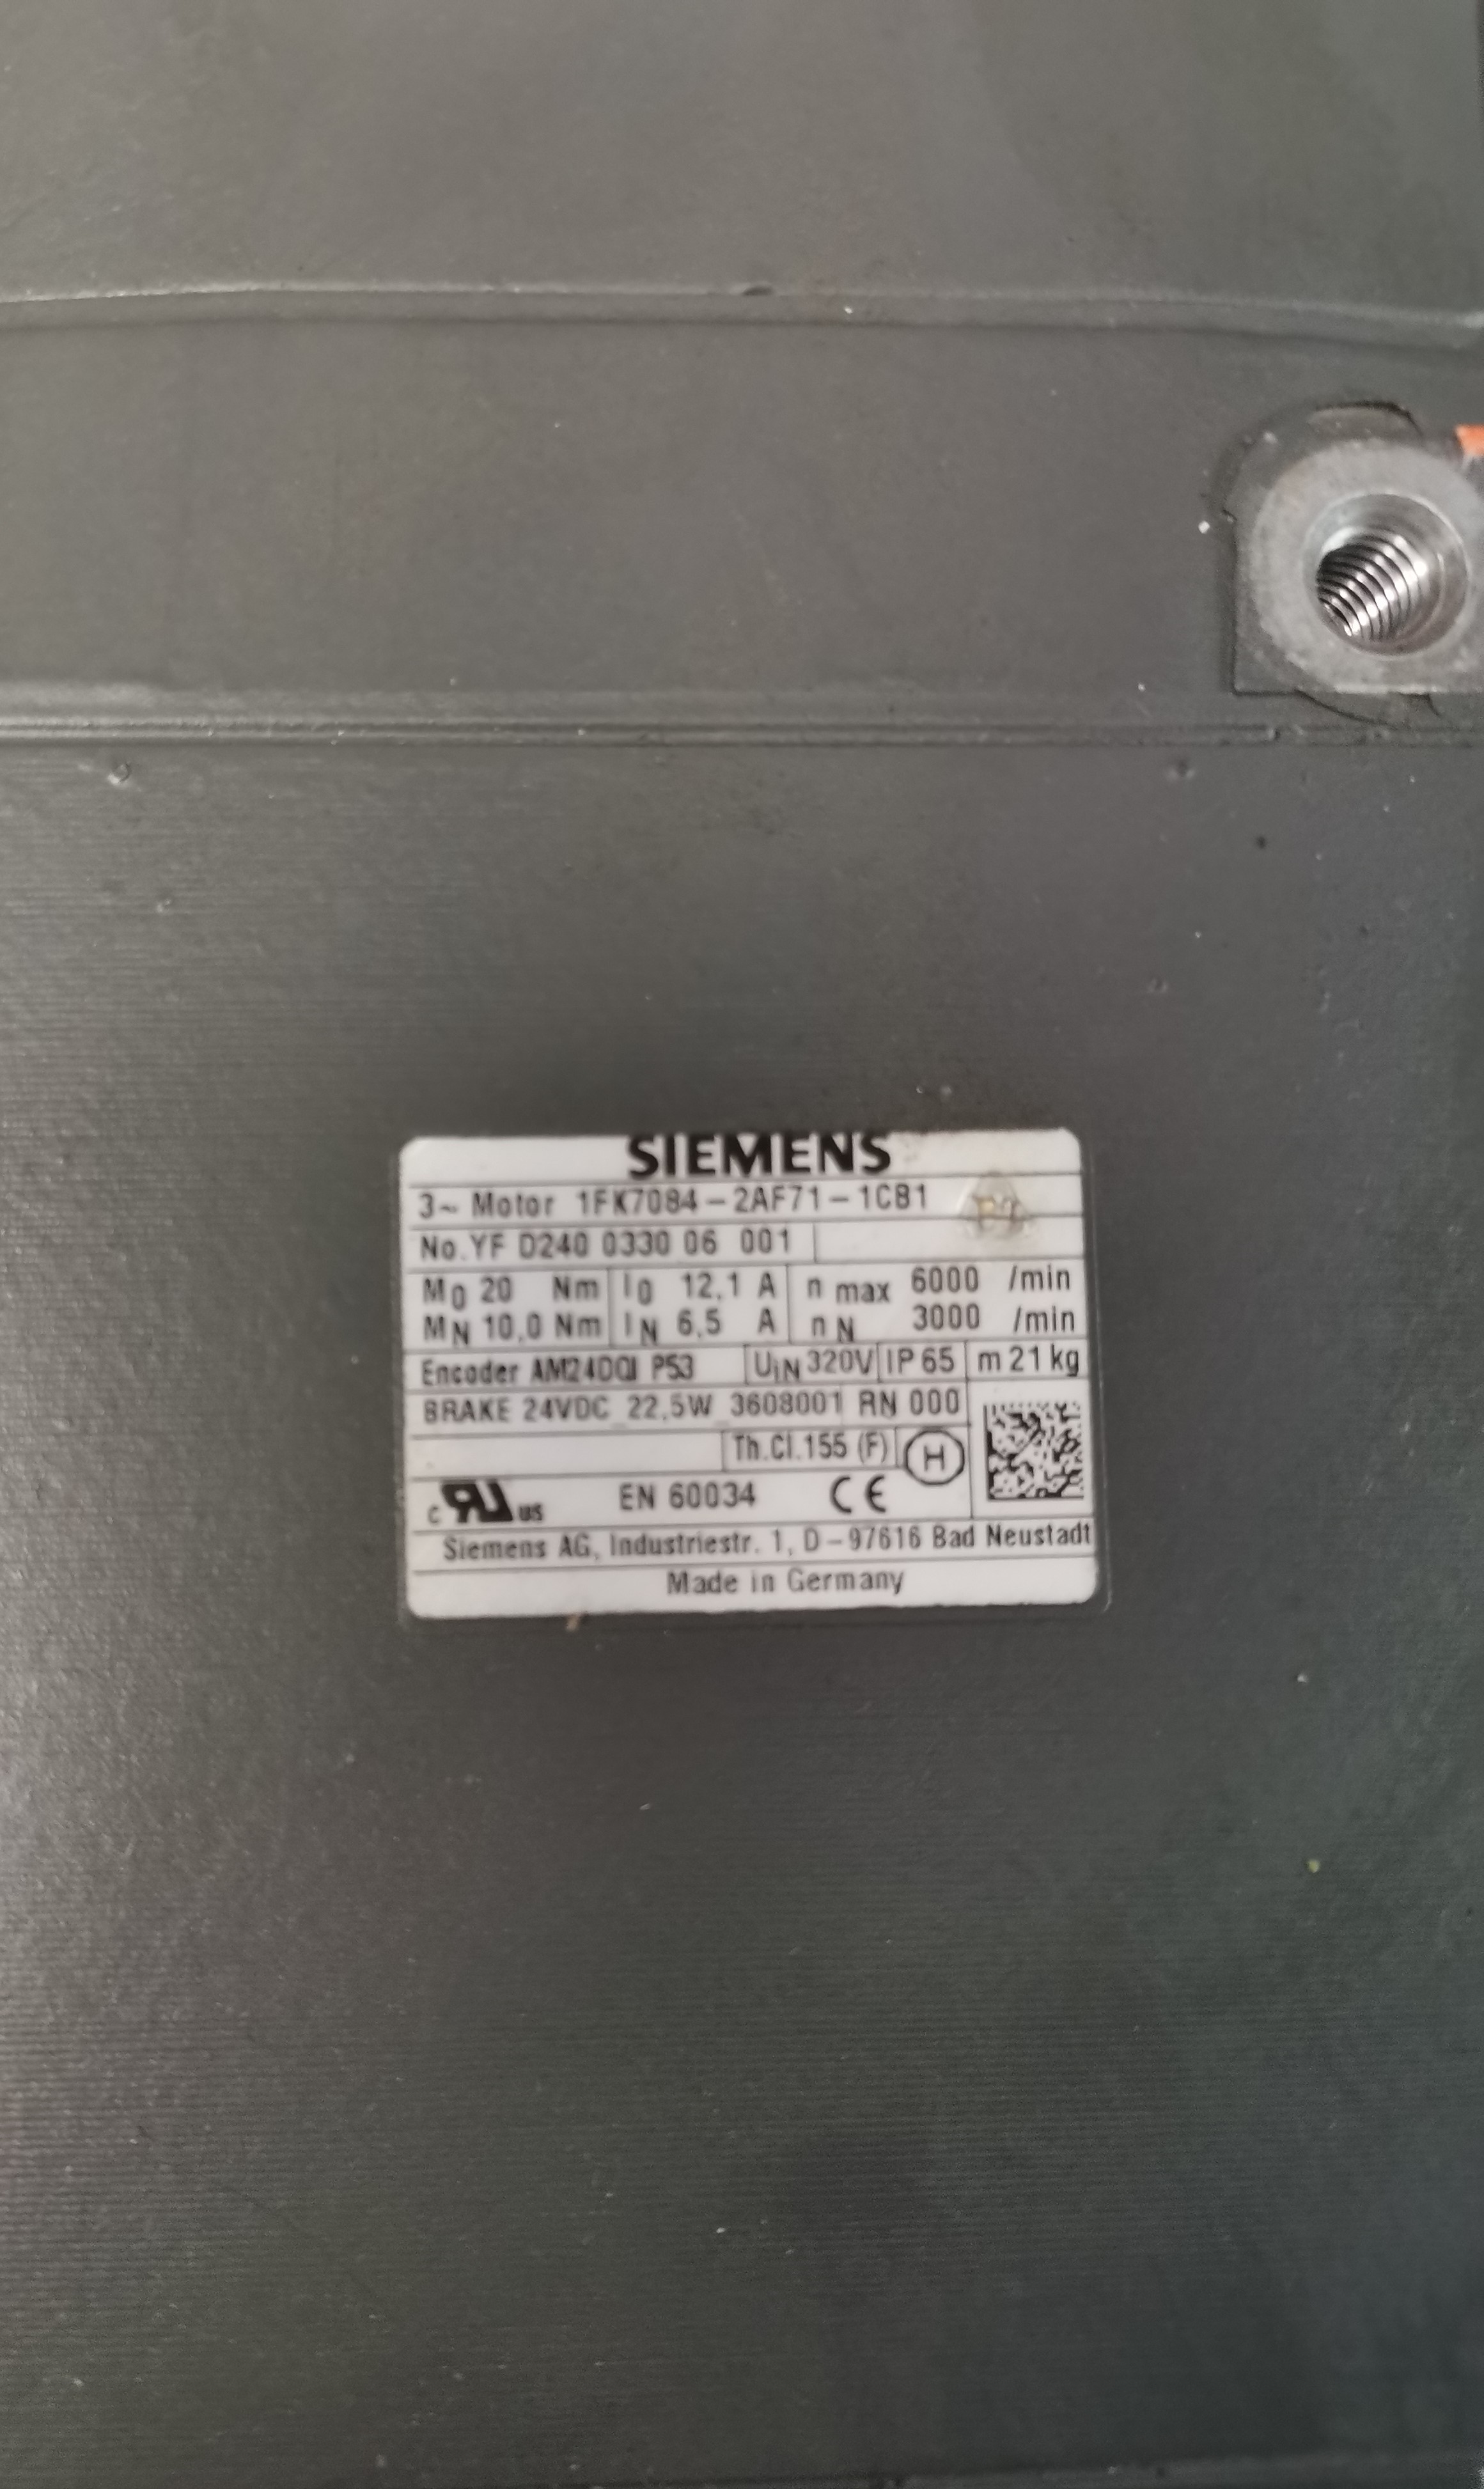 SIEMENS
3~ Motor 1FK7084-2AF71-1CB1
No.YF D240 0330 06 001
M0 20 Nm I0 12,1 A n max 6000 /min
MN 10,0 Nm IN 6,5 A nN 3000 /min
Encoder AM24DQI P53 UIN 320V IP 65 m 21 kg
BRAKE 24VDC 22,5W 3608001 RN 000
Th.Cl.155 (F) H
c RU us EN 60034 CE
Siemens AG, Industriestr. 1, D-97616 Bad Neustadt
Made in Germany